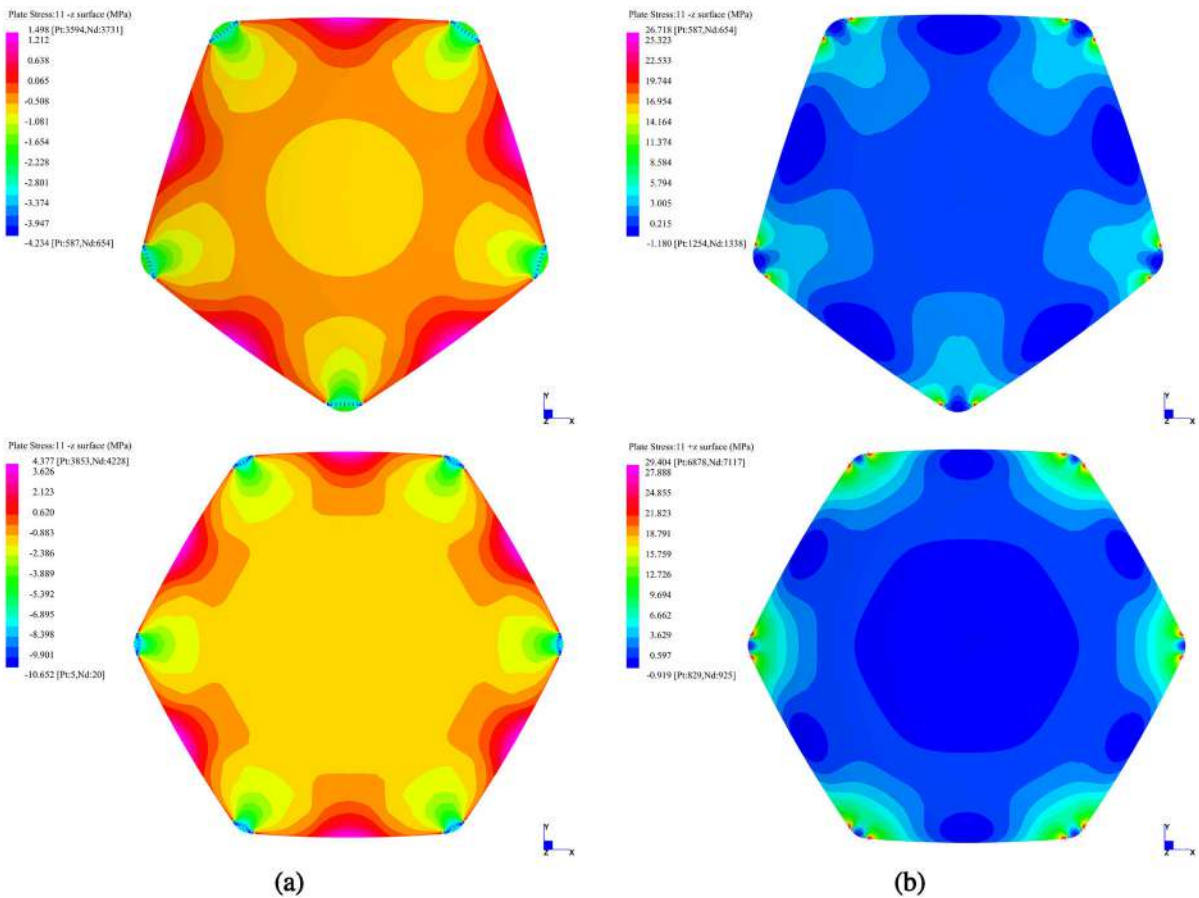 Plate Stress:11 -z surface (MPa)
1.498 [Pt:3594,Nd:3731]
1.212
0.638
0.065
-0.508
-1.081
-1.654
-2.228
-2.801
-3.374
-3.947
-4.234 [Pt:587,Nd:654]
Y
Z X
Plate Stress:11 -z surface (MPa)
26.718 [Pt:587,Nd:654]
25.323
22.533
19.744
16.954
14.164
11.374
8.584
5.794
3.005
0.215
-1.180 [Pt:1254,Nd:1338]
Y
Z X
Plate Stress:11 -z surface (MPa)
4.377 [Pt:3853,Nd:4228]
3.626
2.123
0.620
-0.883
-2.386
-3.889
-5.392
-6.895
-8.398
-9.901
-10.652 [Pt:5,Nd:20]
Y
Z X
Plate Stress:11 +z surface (MPa)
29.404 [Pt:6878,Nd:7117]
27.888
24.855
21.823
18.791
15.759
12.726
9.694
6.662
3.629
0.597
-0.919 [Pt:829,Nd:925]
Y
Z X
(a)
(b)